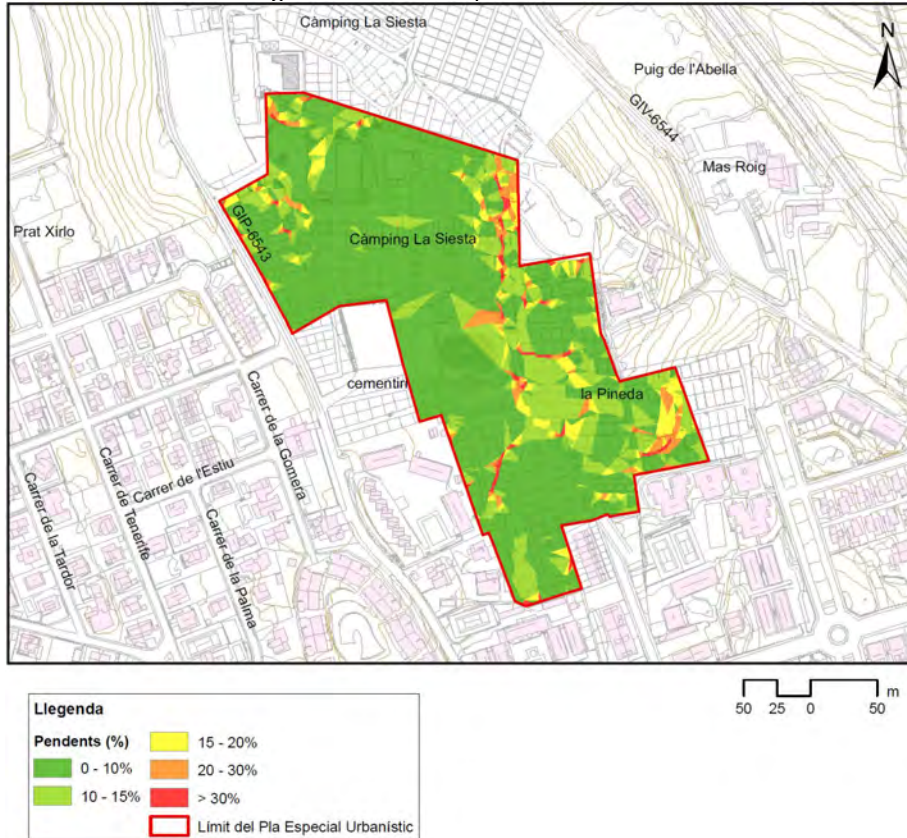 Càmping La Siesta
N
Puig de l'Abella
GIV-6544
Mas Roig
Prat Xirlo
GIP-6543
Càmping La Siesta
cementiri
la Pineda
Carrer de la Gomera
Carrer de l'Estiu
Carrer de Tenerife
Carrer de la Tardor
Carrer de la Palma
50 25 0 50 m
Llegenda
Pendents (%)
0 - 10%
10 - 15%
15 - 20%
20 - 30%
> 30%
Límit del Pla Especial Urbanístic